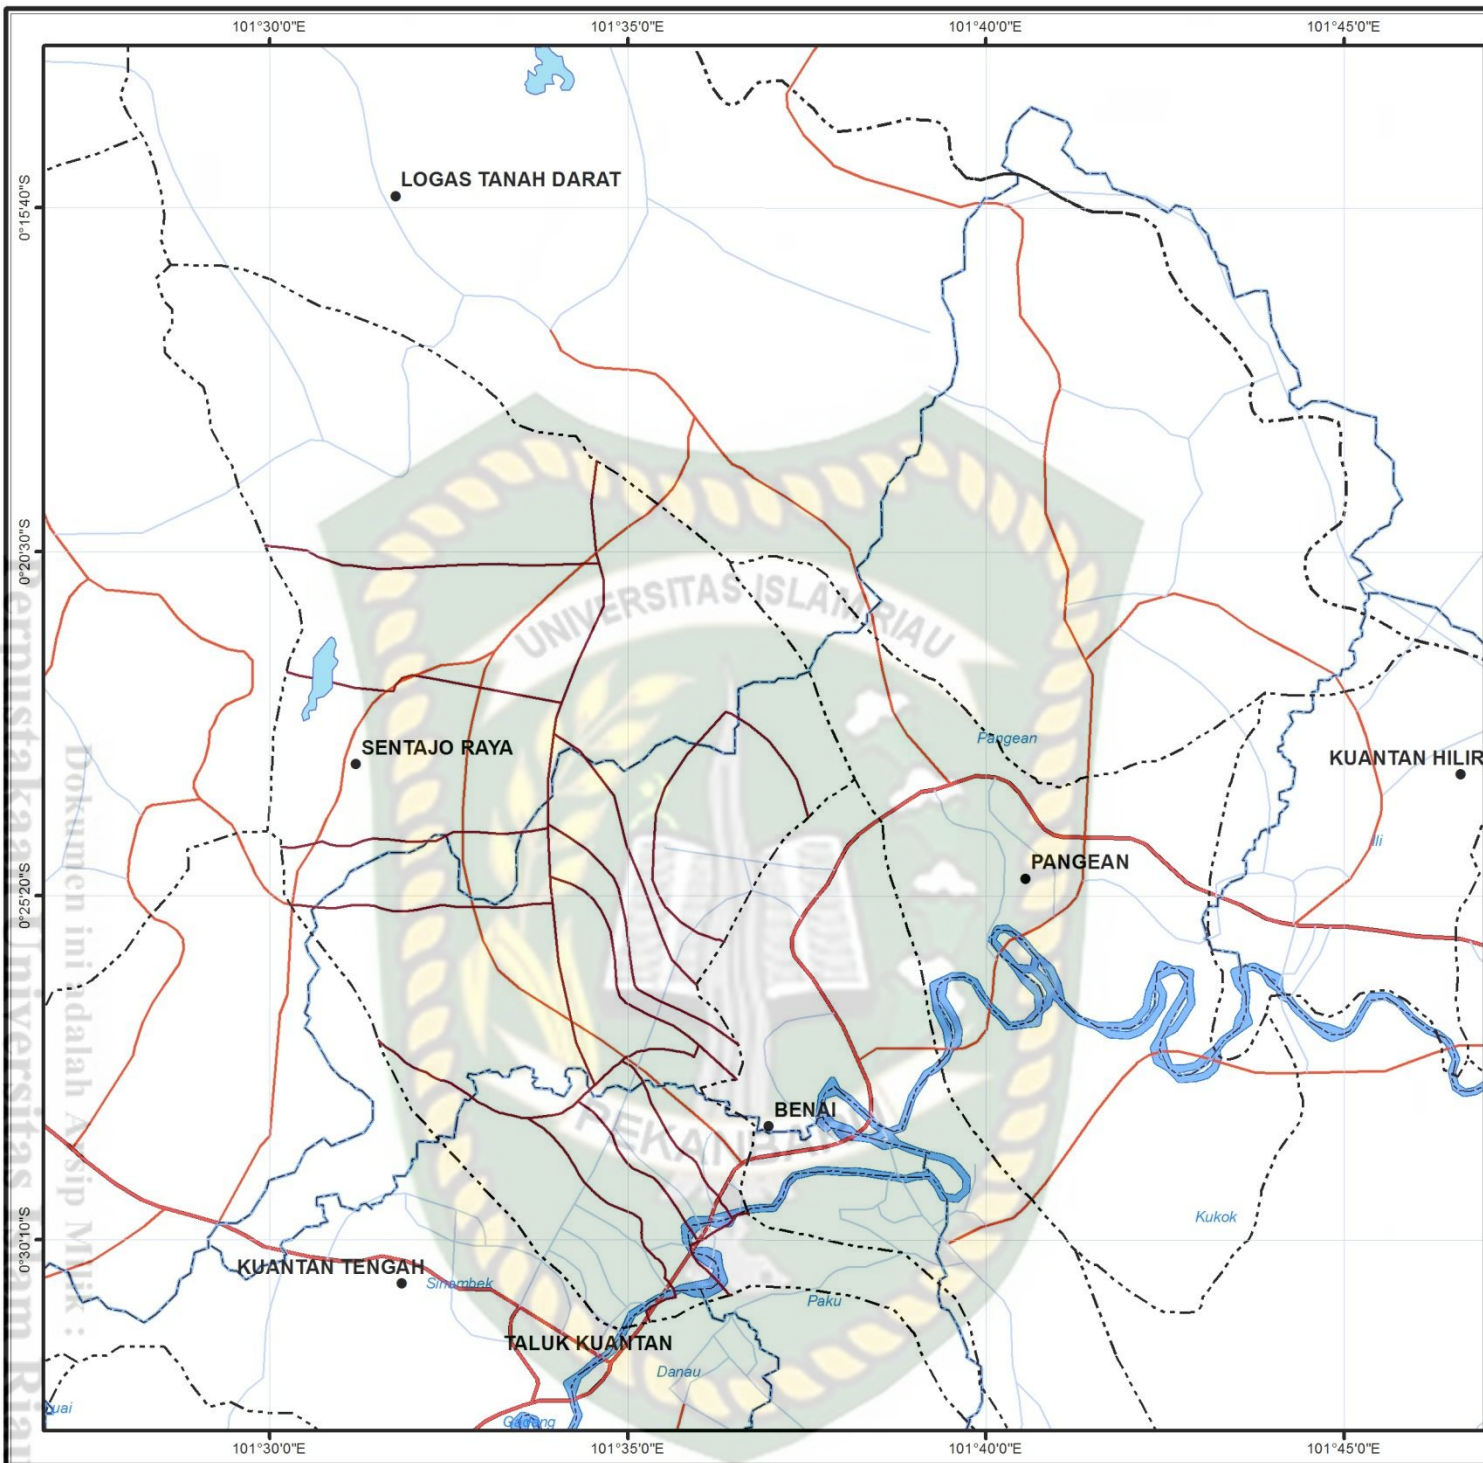 101°30'0"E
101°35'0"E
101°40'0"E
101°45'0"E
LOGAS TANAH DARAT
0°15'40"S
0°20'30"S
UNIVERSITAS ISLAM RIAU
Pangean
SENTAJO RAYA
KUANTAN HILIR
PANGEAN
0°25'20"S
BENAI
PEKANBARU
Kukok
0°30'10"S
KUANTAN TENGAH
Sinambek
Paku
TALUK KUANTAN
Danau
uai
Gadang
Perpustakaan Universitas Islam Riau
Dokumen ini adalah Arsip Milik :
101°30'0"E
101°35'0"E
101°40'0"E
101°45'0"E